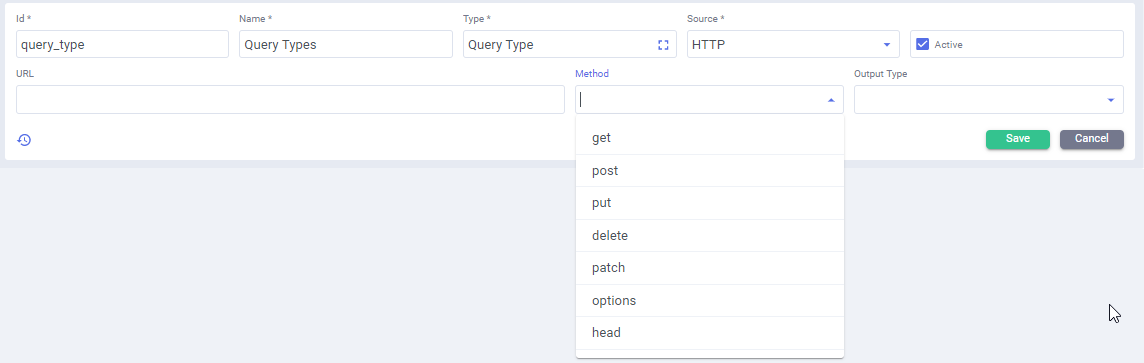 Id * Name * Type * Source *
query_type Query Types Query Type HTTP Active
URL Method Output Type
get
post
put
delete
patch
options
head
Save Cancel